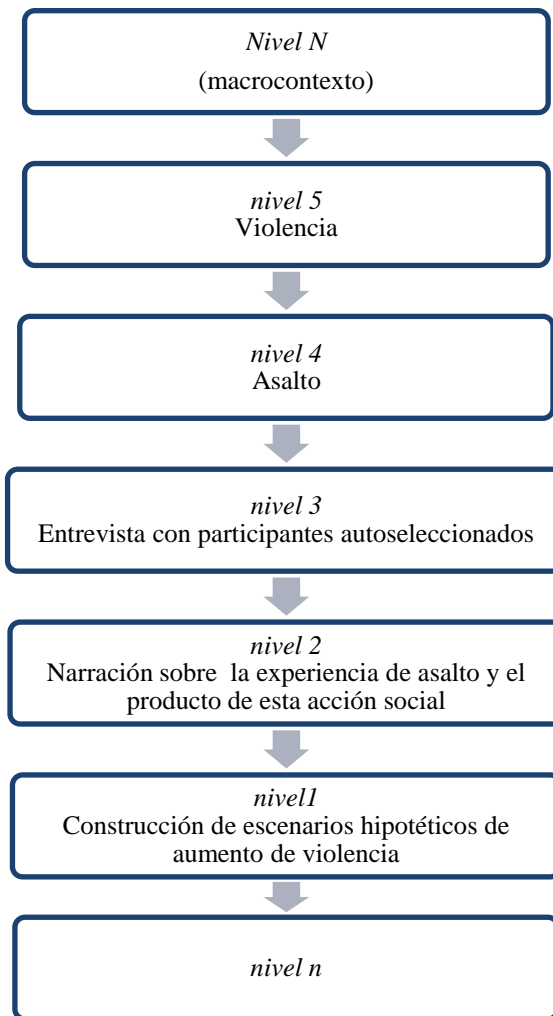 Nivel N
(macrocontexto)
nivel 5
Violencia
nivel 4
Asalto
nivel 3
Entrevista con participantes autoseleccionados
nivel 2
Narración sobre  la experiencia de asalto y el
producto de esta acción social
nivel1
Construcción de escenarios hipotéticos de
aumento de violencia
nivel n